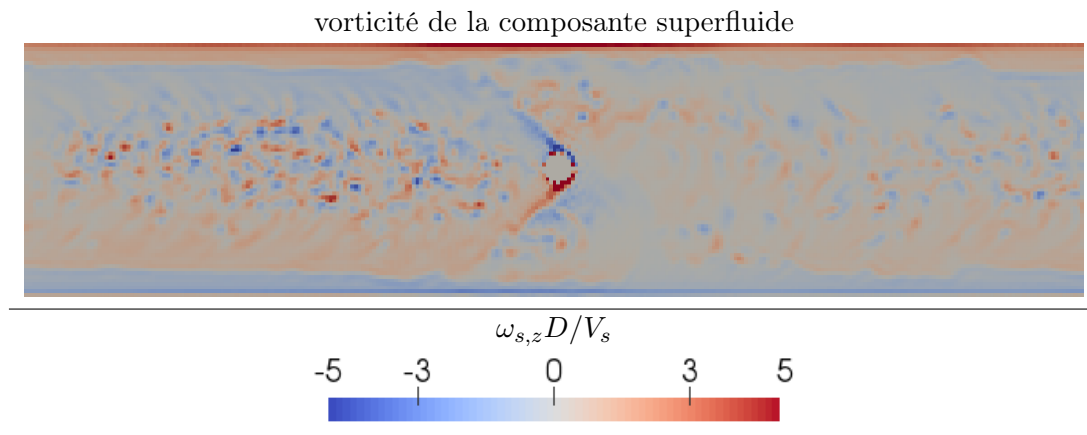 vorticité de la composante superfluide
ω_{s,z}D/V_s
-5 -3 0 3 5